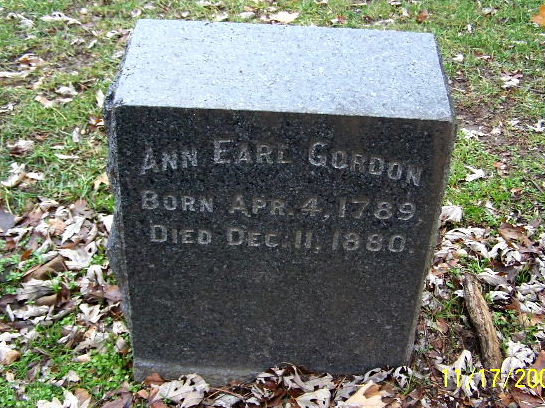 Ann Earl Gordon
Born Apr. 4, 1789.
Died Dec. 11, 1880.